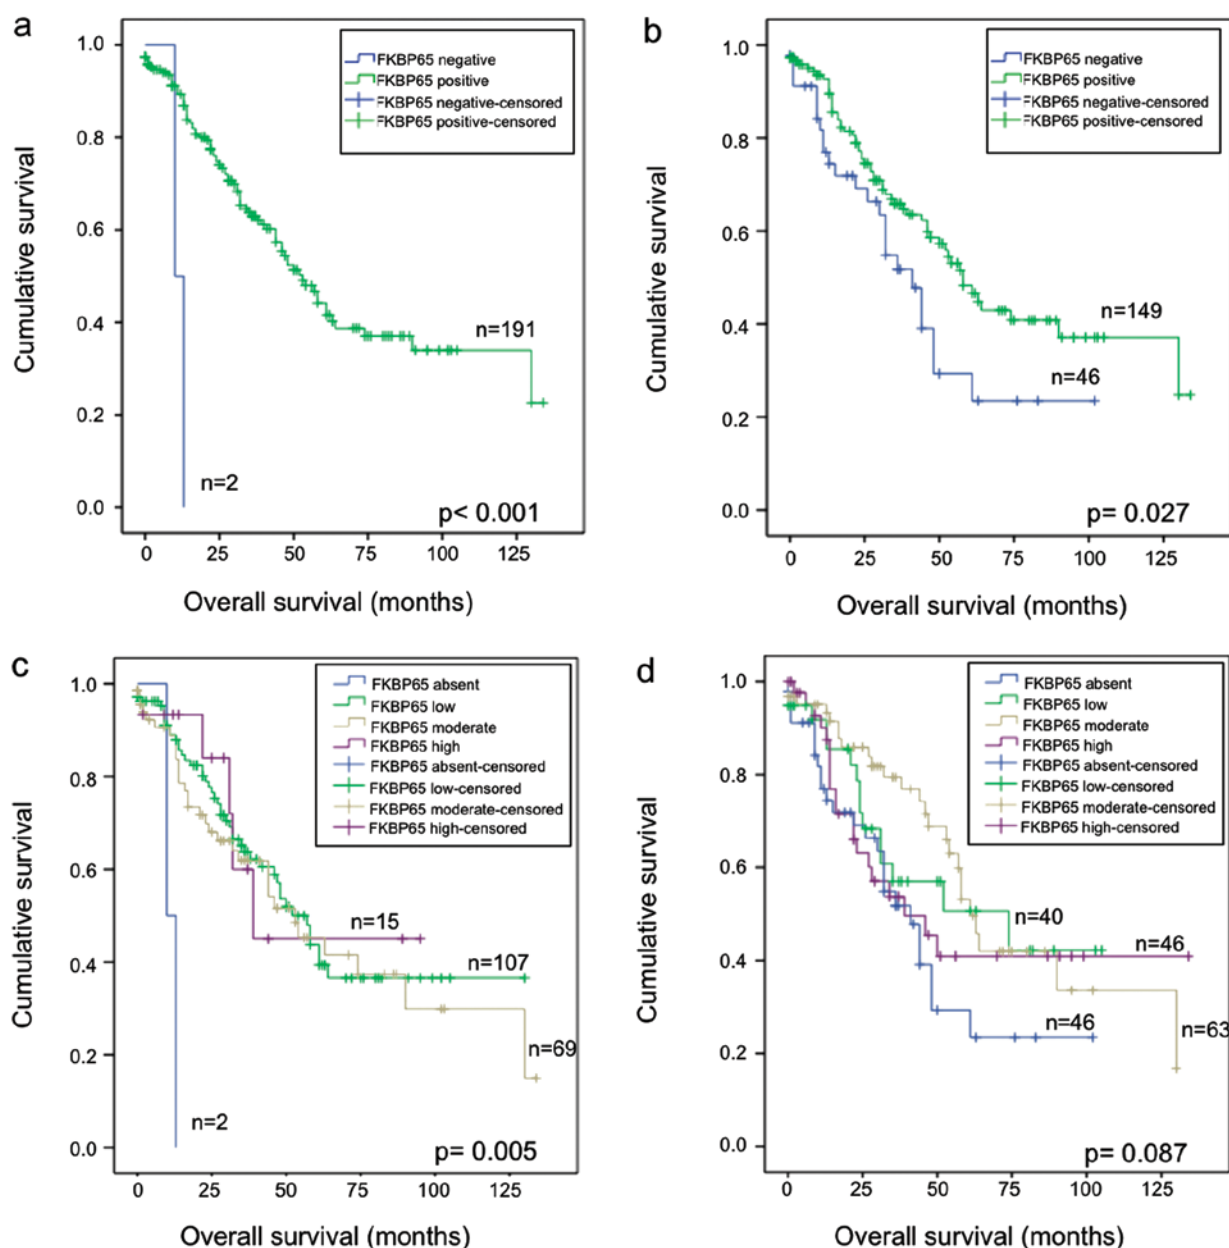 a
Cumulative survival
1.0
0.8
0.6
0.4
0.2
0.0
FKBP65 negative
FKBP65 positive
FKBP65 negative-censored
FKBP65 positive-censored
n=191
n=2
p< 0.001
0 25 50 75 100 125
Overall survival (months)
b
Cumulative survival
1.0
0.8
0.6
0.4
0.2
0.0
FKBP65 negative
FKBP65 positive
FKBP65 negative-censored
FKBP65 positive-censored
n=149
n=46
p= 0.027
0 25 50 75 100 125
Overall survival (months)
c
Cumulative survival
1.0
0.8
0.6
0.4
0.2
0.0
FKBP65 absent
FKBP65 low
FKBP65 moderate
FKBP65 high
FKBP65 absent-censored
FKBP65 low-censored
FKBP65 moderate-censored
FKBP65 high-censored
n=15
n=107
n=69
n=2
p= 0.005
0 25 50 75 100 125
Overall survival (months)
d
Cumulative survival
1.0
0.8
0.6
0.4
0.2
0.0
FKBP65 absent
FKBP65 low
FKBP65 moderate
FKBP65 high
FKBP65 absent-censored
FKBP65 low-censored
FKBP65 moderate-censored
FKBP65 high-censored
n=40
n=46
n=46
n=63
p= 0.087
0 25 50 75 100 125
Overall survival (months)